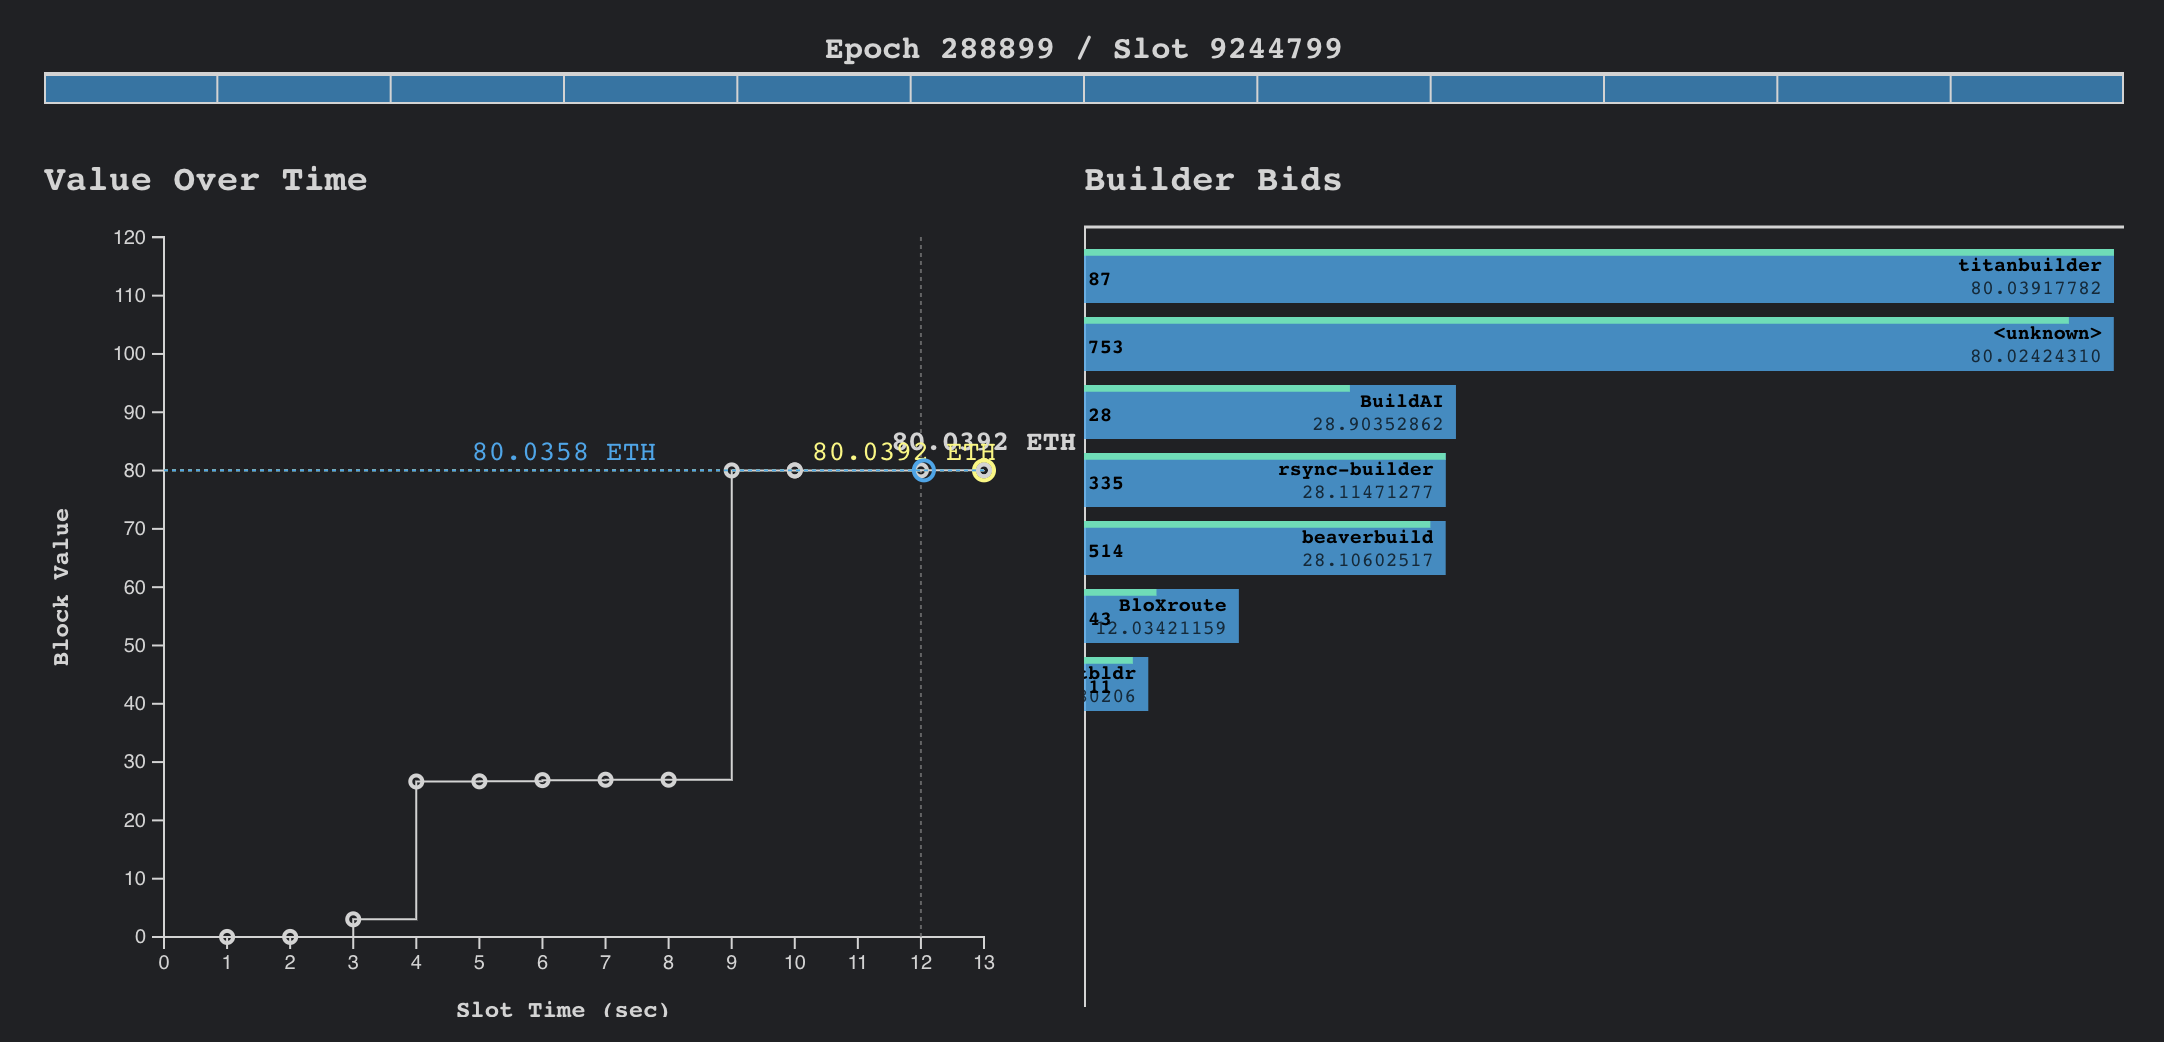 Epoch 288899 / Slot 9244799
Value Over Time
120
110
100
90
80
70
60
50
40
30
20
10
0
Block Value
80.0358 ETH
80.0392 ETH
80.0392 ETH
0 1 2 3 4 5 6 7 8 9 10 11 12 13
Slot Time (sec)
Builder Bids
87
titanbuilder
80.03917782
753
<unknown>
80.02424310
28
BuildAI
28.90352862
335
rsync-builder
28.11471277
514
beaverbuild
28.10602517
43
BloXroute
12.03421159
11
tbldr
30206